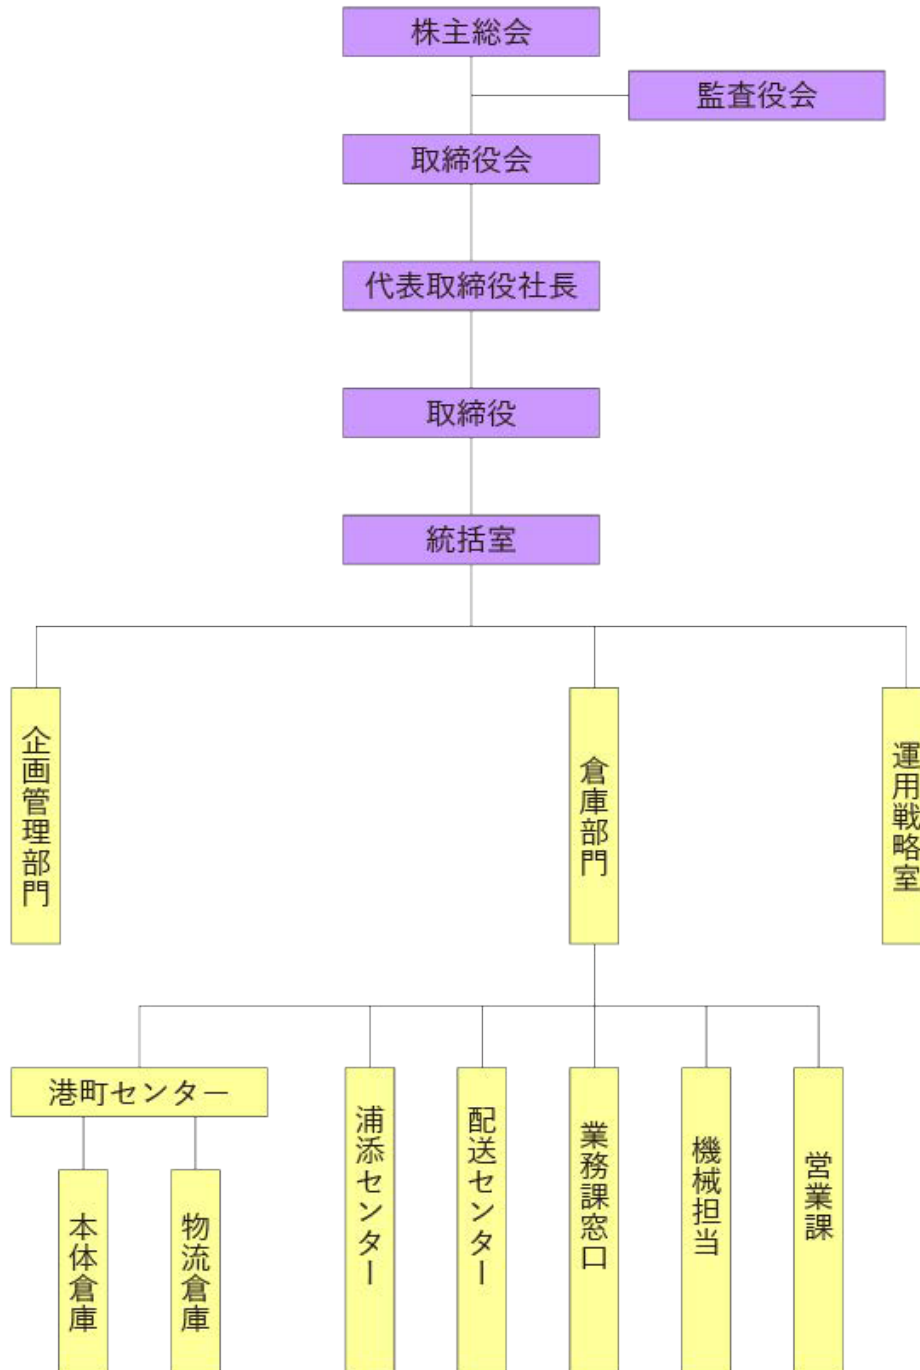 株主総会
監査役会
取締役会
代表取締役社長
取締役
統括室
企画管理部門
倉庫部門
運用戦略室
港町センター
浦添センター
配送センター
業務課窓口
機械担当
営業課
本体倉庫
物流倉庫